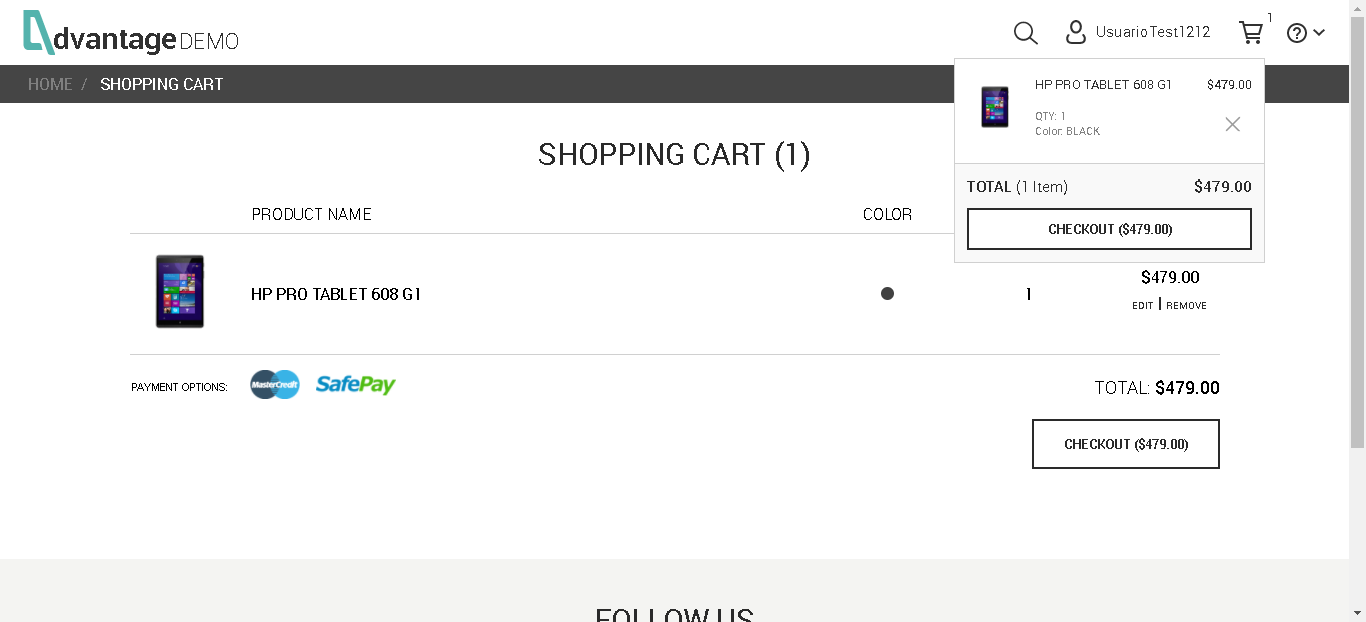 dvantage DEMO
UsuarioTest1212
1
HOME / SHOPPING CART
HP PRO TABLET 608 G1 $479.00
QTY: 1
Color: BLACK
TOTAL (1 Item) $479.00
CHECKOUT ($479.00)
SHOPPING CART (1)
PRODUCT NAME COLOR
HP PRO TABLET 608 G1 1 $479.00
EDIT | REMOVE
PAYMENT OPTIONS: MasterCredit SafePay TOTAL: $479.00
CHECKOUT ($479.00)
FOLLOW US